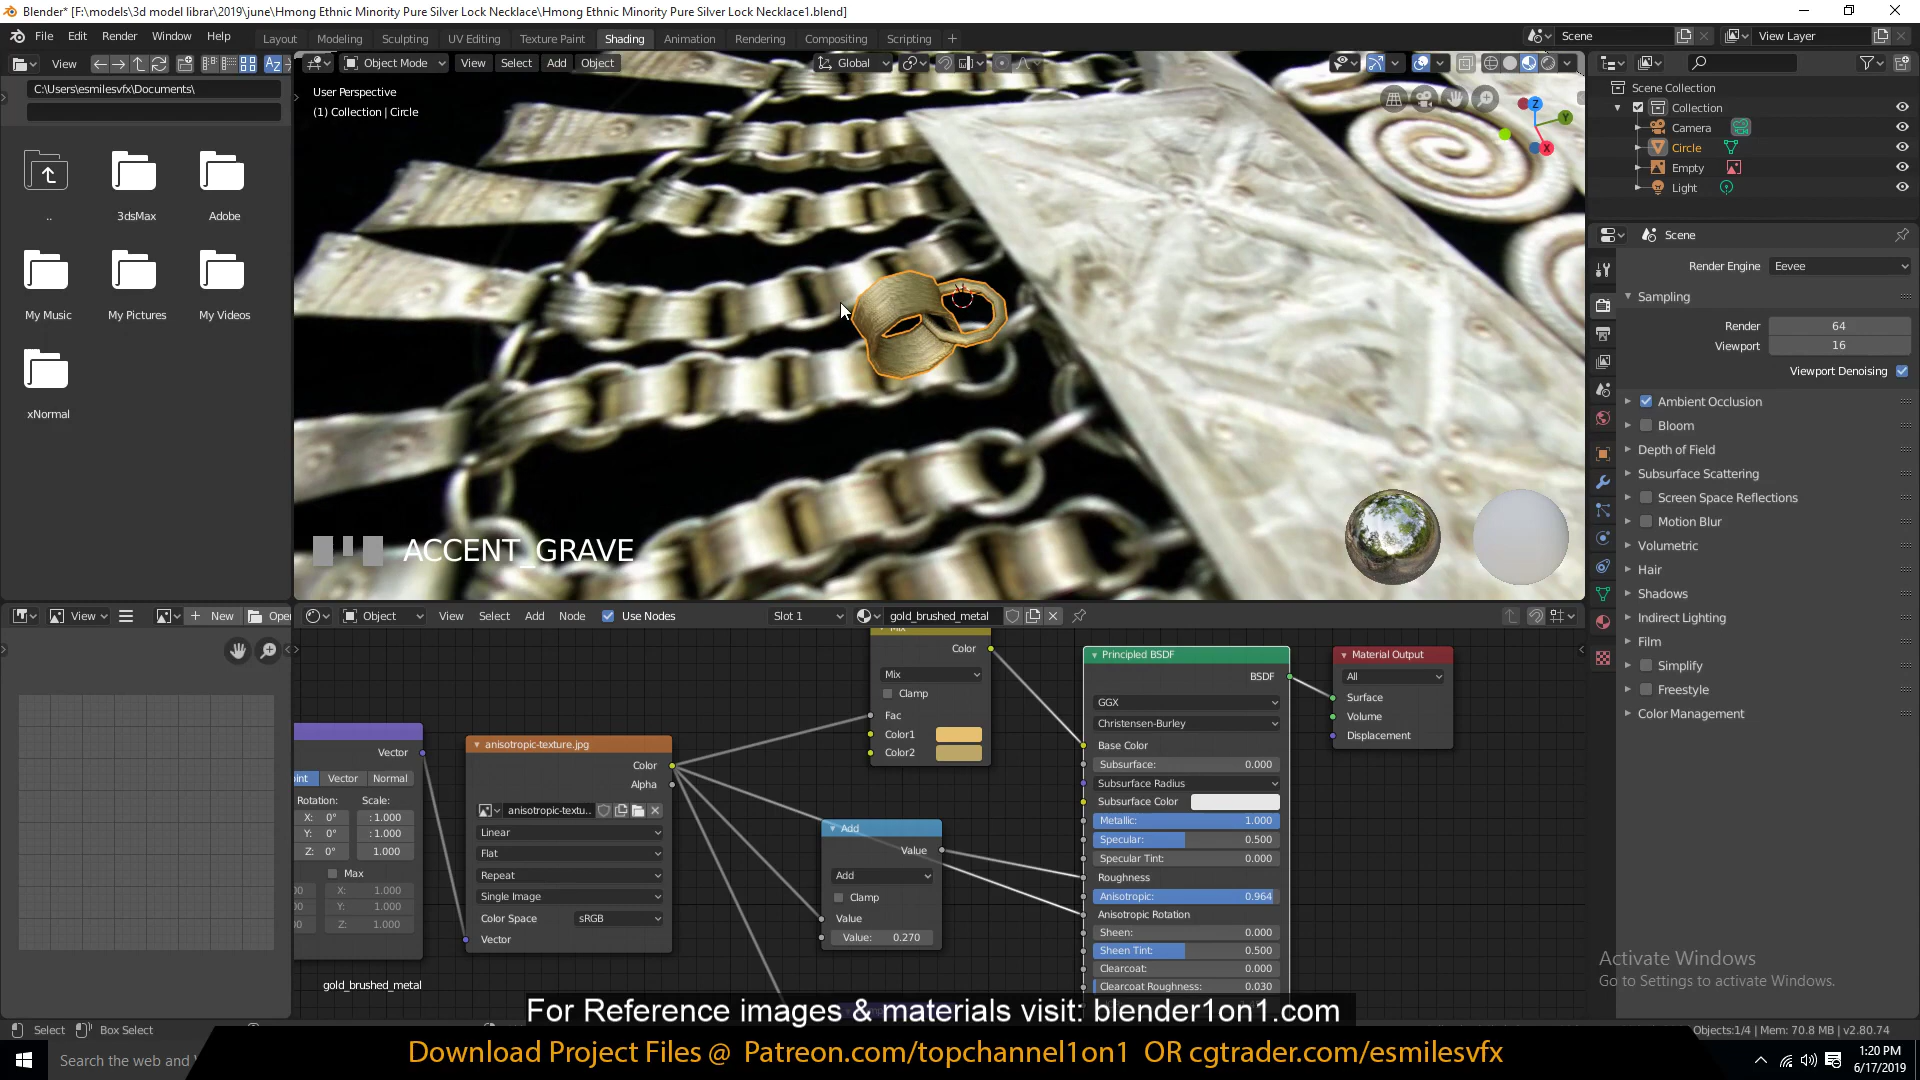 Blender* [F:\models\3d model librar\2019\june\Hmong Ethnic Minority Pure Silver Lock Necklace\Hmong Ethnic Minority Pure Silver Lock Necklace1.blend]
File Edit Render Window Help Layout Modeling Sculpting UV Editing Texture Paint Shading Animation Rendering Compositing Scripting Scene View Layer
View Object Mode View Select Add Object Global
C:\Users\esmilesvfx\Documents\
User Perspective
(1) Collection | Circle
..
3dsMax
Adobe
My Music
My Pictures
My Videos
xNormal
Z
Y
X
ACCENT_GRAVE
Scene Collection
Collection
Camera
Circle
Empty
Light
Scene
Render Engine Eevee
Sampling
Render 64
Viewport 16
Viewport Denoising
Ambient Occlusion
Bloom
Depth of Field
Subsurface Scattering
Screen Space Reflections
Motion Blur
Volumetric
Hair
Shadows
Indirect Lighting
Film
Simplify
Freestyle
Color Management
View New Open Object View Select Add Node Use Nodes Slot 1 gold_brushed_metal
Vector
Vector Normal
Rotation: Scale:
X: 0° 1.000
Y: 0° 1.000
Z: 0° 1.000
Max
X: 1.000
Y: 1.000
Z: 1.000
gold_brushed_metal
anisotropic-texture.jpg
Color
Alpha
anisotropic-textu..
Linear
Flat
Repeat
Single Image
Color Space sRGB
Vector
Color
Mix
Clamp
Fac
Color1
Color2
Add
Value
Add
Clamp
Value
Value: 0.270
Principled BSDF
BSDF
GGX
Christensen-Burley
Base Color
Subsurface: 0.000
Subsurface Radius
Subsurface Color
Metallic: 1.000
Specular: 0.500
Specular Tint: 0.000
Roughness
Anisotropic: 0.964
Anisotropic Rotation
Sheen: 0.000
Sheen Tint: 0.500
Clearcoat: 0.000
Clearcoat Roughness: 0.030
Material Output
All
Surface
Volume
Displacement
Activate Windows
Go to Settings to activate Windows.
For Reference images & materials visit: blender1on1.com
Select Box Select
Objects:1/4 | Mem: 70.8 MB | v2.80.74
Search the web and
Download Project Files @ Patreon.com/topchannel1on1 OR cgtrader.com/esmilesvfx
1:20 PM
6/17/2019